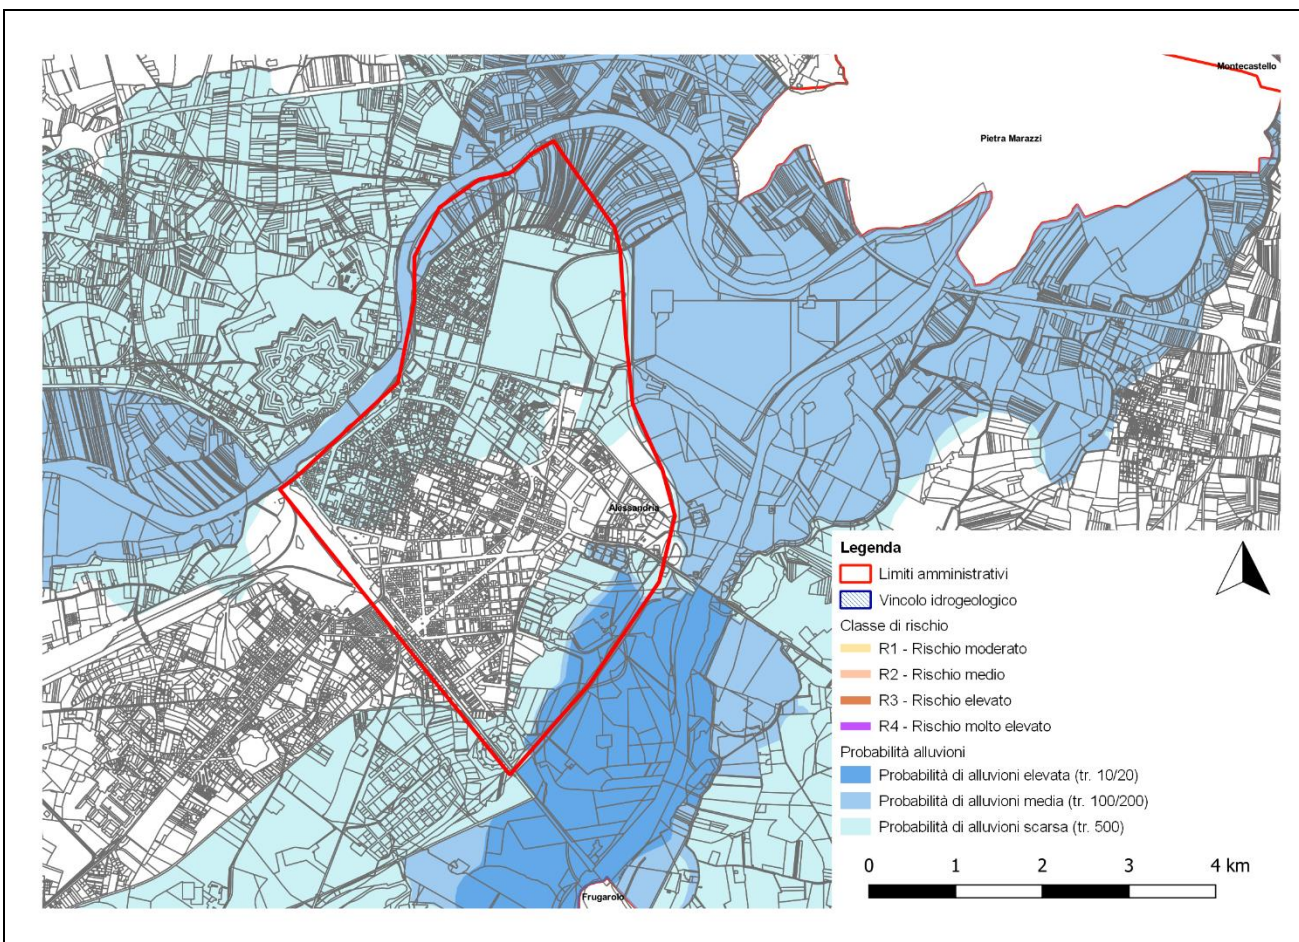 Montecastello
Pietra Marazzi
Alessandria
Frugarolo
Legenda
Limiti amministrativi
Vincolo idrogeologico
Classe di rischio
R1 - Rischio moderato
R2 - Rischio medio
R3 - Rischio elevato
R4 - Rischio molto elevato
Probabilità alluvioni
Probabilità di alluvioni elevata (tr. 10/20)
Probabilità di alluvioni media (tr. 100/200)
Probabilità di alluvioni scarsa (tr. 500)
0 1 2 3 4 km